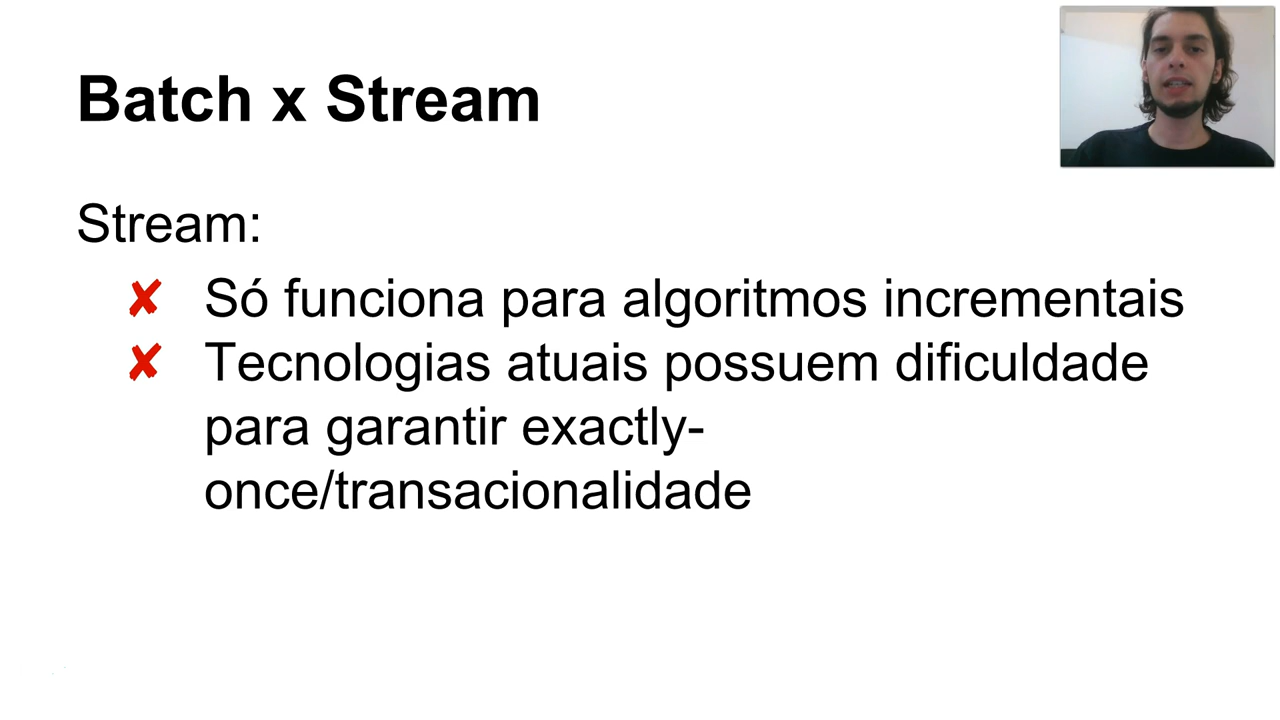 Batch x Stream
Stream:
✘ Só funciona para algoritmos incrementais
✘ Tecnologias atuais possuem dificuldade
para garantir exactly-
once/transacionalidade